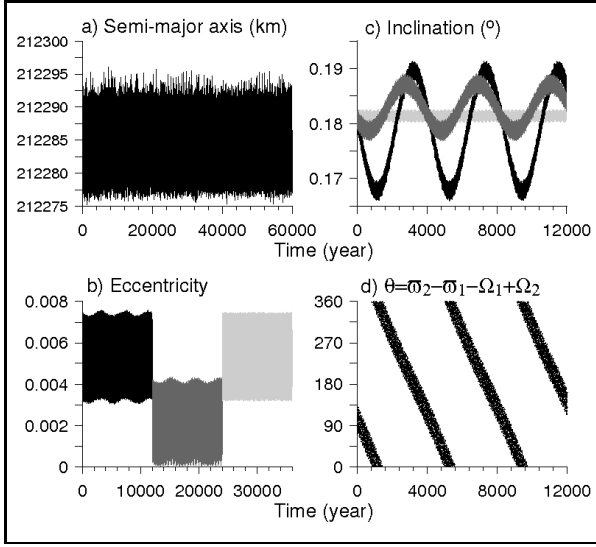 a) Semi-major axis (km)
212300
212295
212290
212285
212280
212275
0 20000 40000 60000
Time (year)
c) Inclination (º)
0.19
0.18
0.17
0 4000 8000 12000
Time (year)
b) Eccentricity
0.008
0.006
0.004
0.002
0
0 10000 20000 30000
Time (year)
d) θ=ϖ₂−ϖ₁−Ω₁+Ω₂
360
270
180
90
0
0 4000 8000 12000
Time (year)